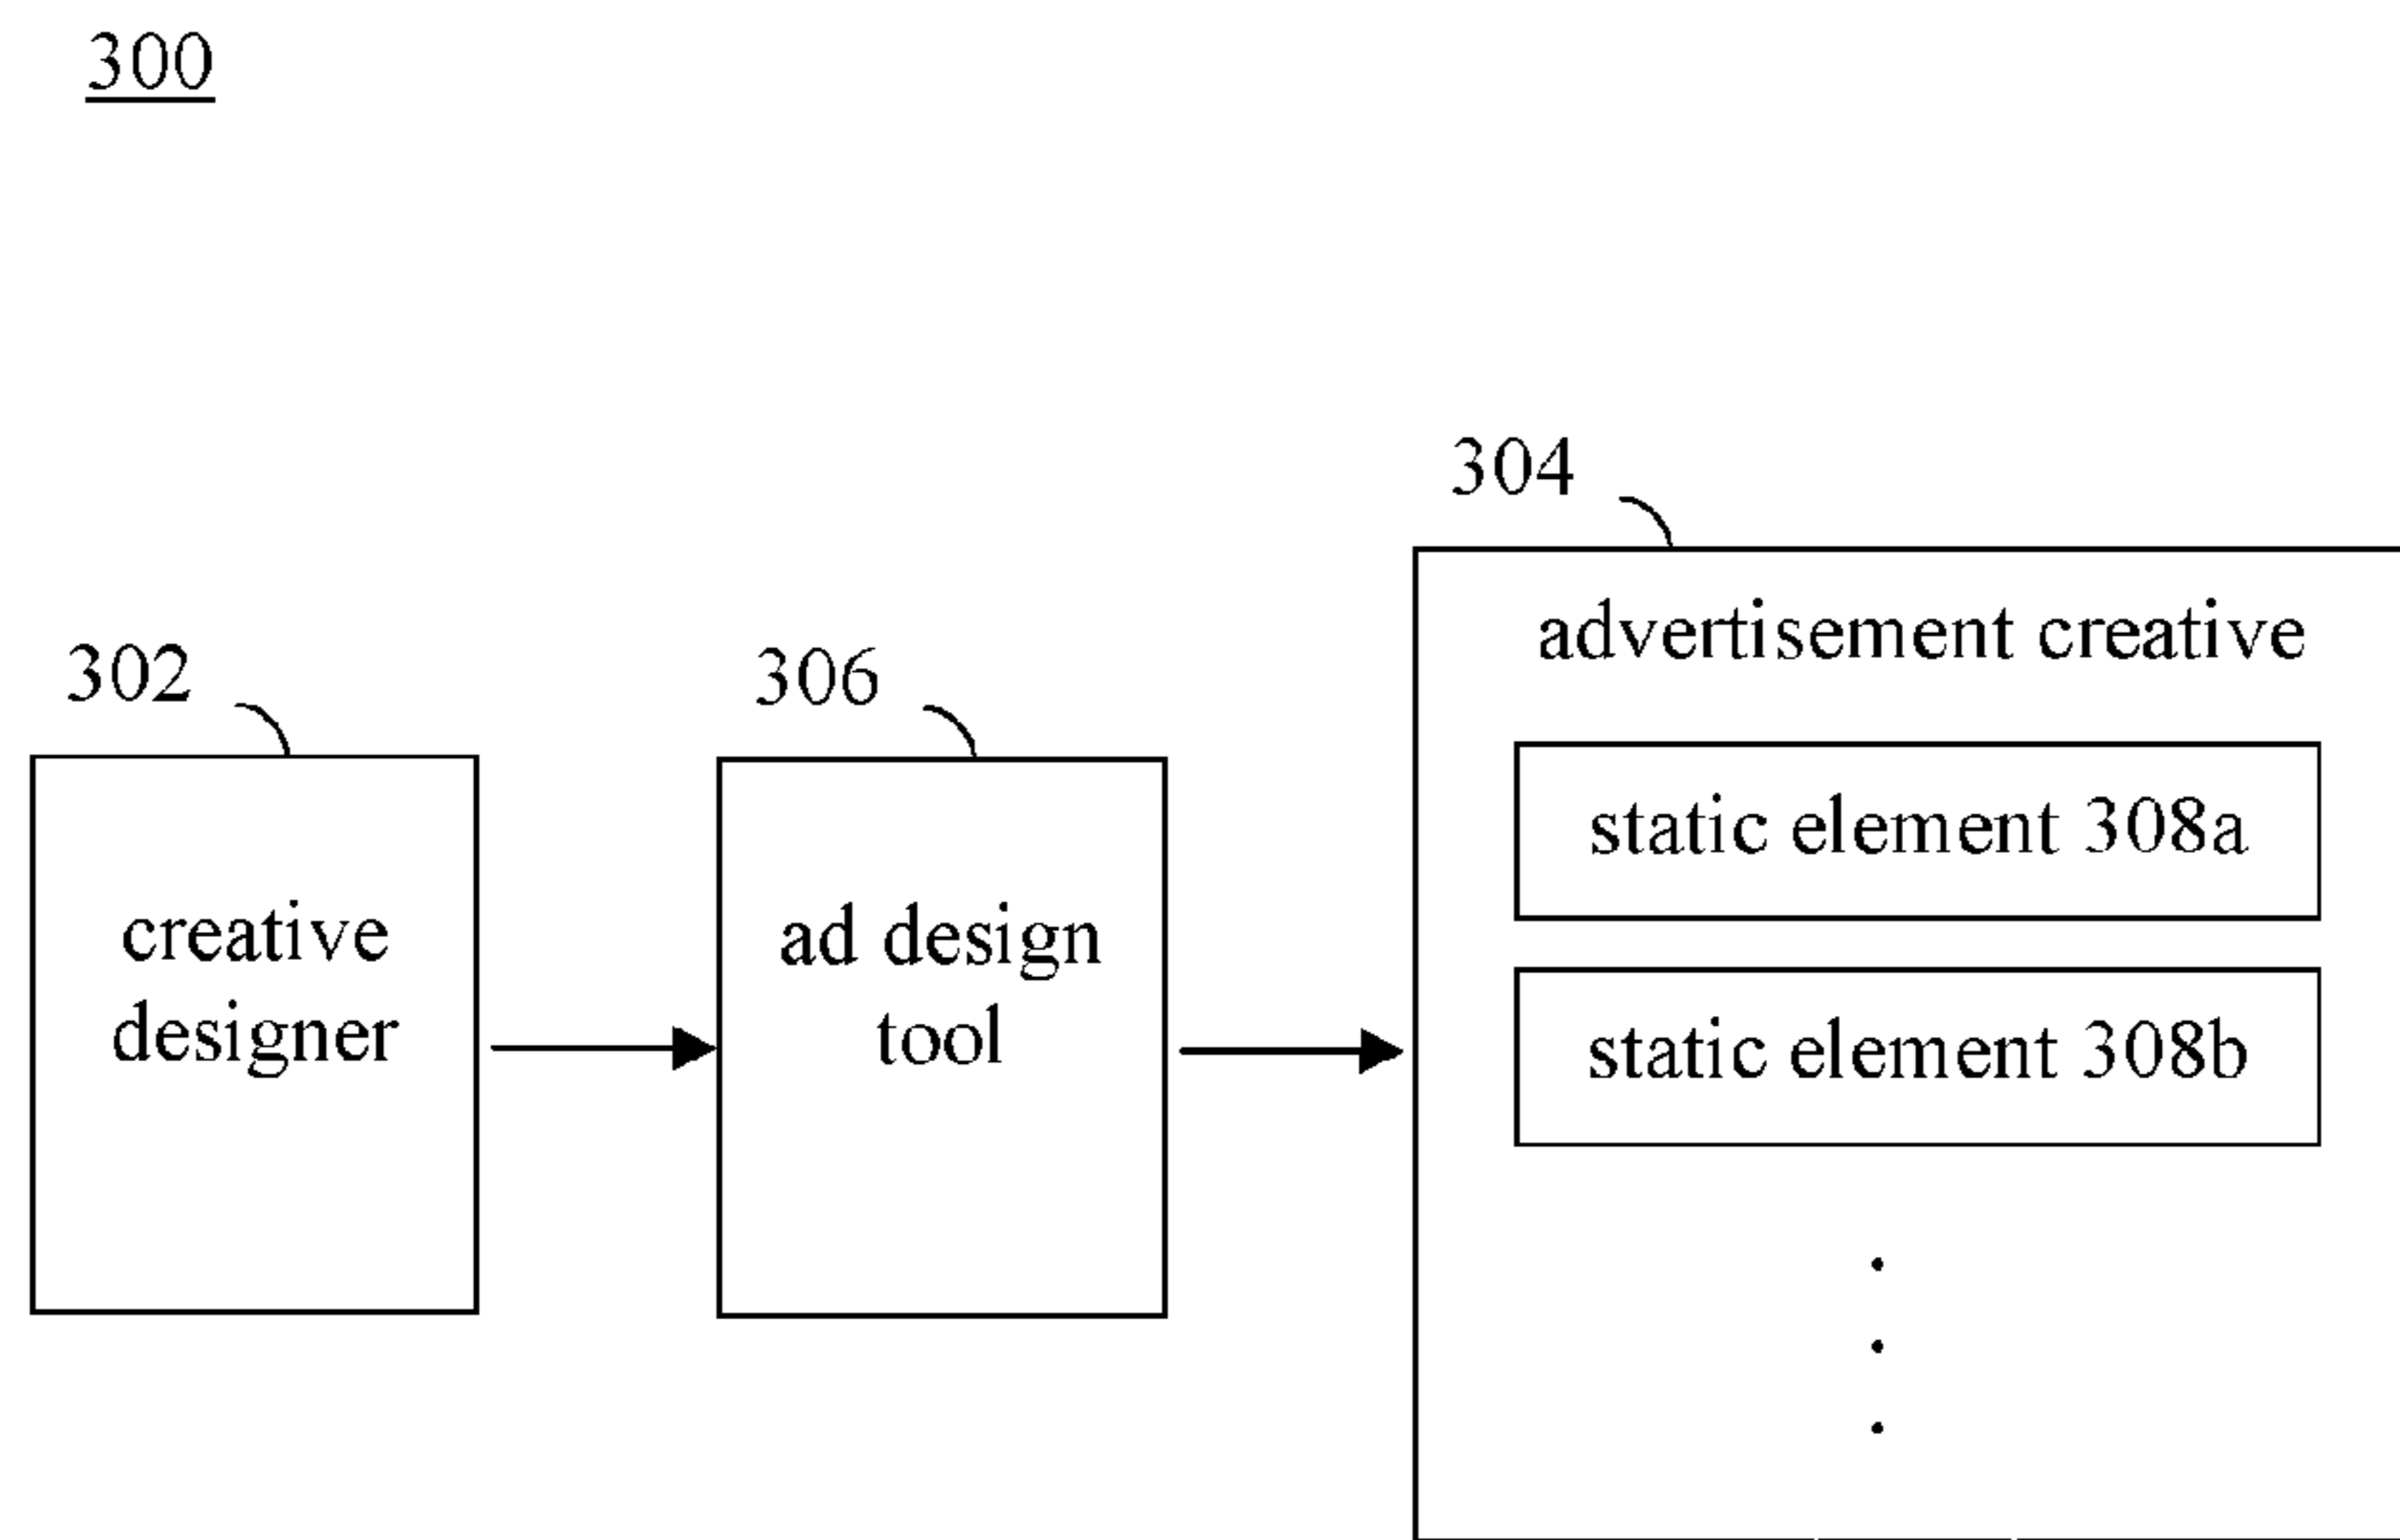 300
304
advertisement creative
302
306
static element 308a
creative
designer
ad design
tool
static element 308b